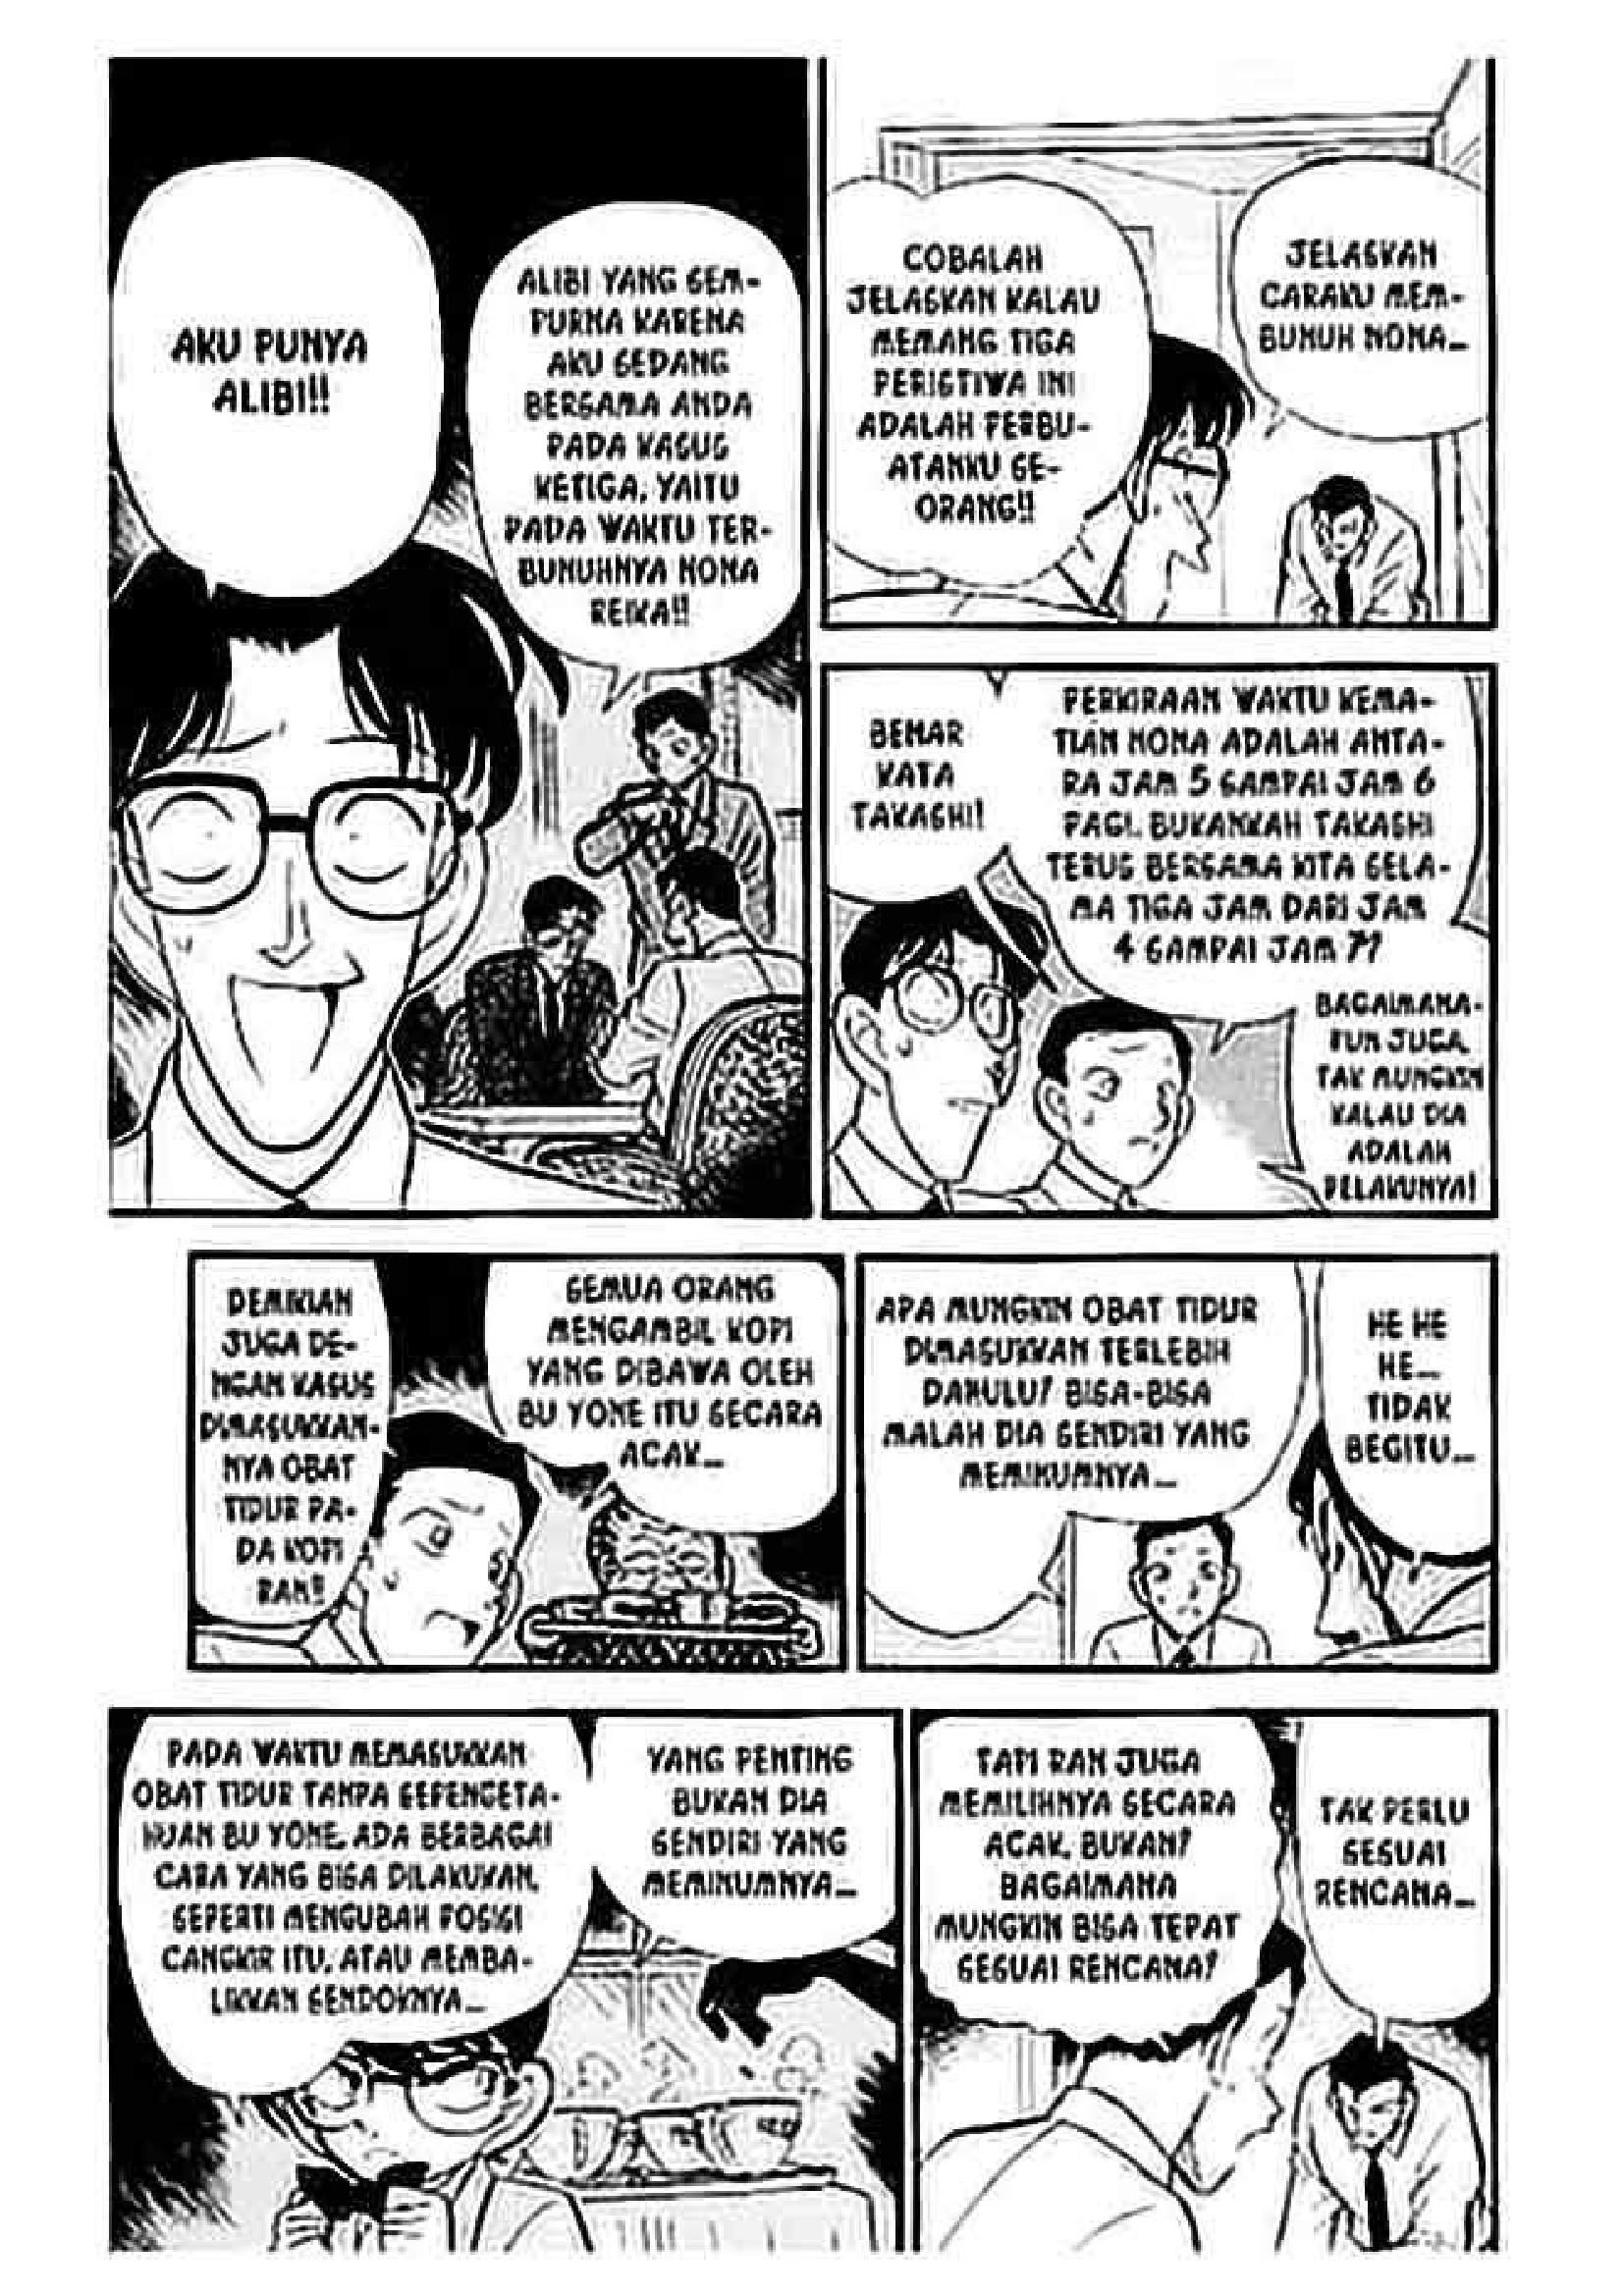 JELASKAN
CARAKU MEM-
BUNUH NONA...
COBALAH
JELASKAN KALAU
MEMANG TIGA
PERISTIWA INI
ADALAH PERBU-
ATANKU SE-
ORANG!!
ALIBI YANG SEM-
PURNA KARENA
AKU SEDANG
BERSAMA ANDA
PADA KASUS
KETIGA, YAITU
PADA WAKTU TER-
BUNUHNYA NONA
REIKA!!
AKU PUNYA
ALIBI!!
PERKIRAAN WAKTU KEMA-
TIAN NONA ADALAH ANTA-
RA JAM 5 SAMPAI JAM 6
PAGI. BUKANKAH TAKASHI
TERUS BERSAMA KITA SELA-
MA TIGA JAM DARI JAM
4 SAMPAI JAM 7?
BENAR
KATA
TAKASHI!
BAGAIMANA-
PUN JUGA,
TAK MUNGKIN
KALAU DIA
ADALAH
PELAKUNYA!
HE HE
HE...
TIDAK
BEGITU...
APA MUNGKIN OBAT TIDUR
DIMASUKKAN TERLEBIH
DAHULU? BISA-BISA
MALAH DIA SENDIRI YANG
MEMINUMNYA...
SEMUA ORANG
MENGAMBIL KOPI
YANG DIBAWA OLEH
BU YONE ITU SECARA
ACAK...
DEMIKIAN
JUGA DE-
NGAN KASUS
DIMASUKKAN-
NYA OBAT
TIDUR PA-
DA KOPI
RAN!!
TAK PERLU
SESUAI
RENCANA...
TAPI RAN JUGA
MEMILIHNYA SECARA
ACAK, BUKAN?
BAGAIMANA
MUNGKIN BISA TEPAT
SESUAI RENCANA?
YANG PENTING
BUKAN DIA
SENDIRI YANG
MEMINUMNYA...
PADA WAKTU MEMASUKKAN
OBAT TIDUR TANPA SEPENGETA-
HUAN BU YONE, ADA BERBAGAI
CARA YANG BISA DILAKUKAN,
SEPERTI MENGUBAH POSISI
CANGKIR ITU, ATAU MEMBA-
LIKKAN SENDOKNYA...